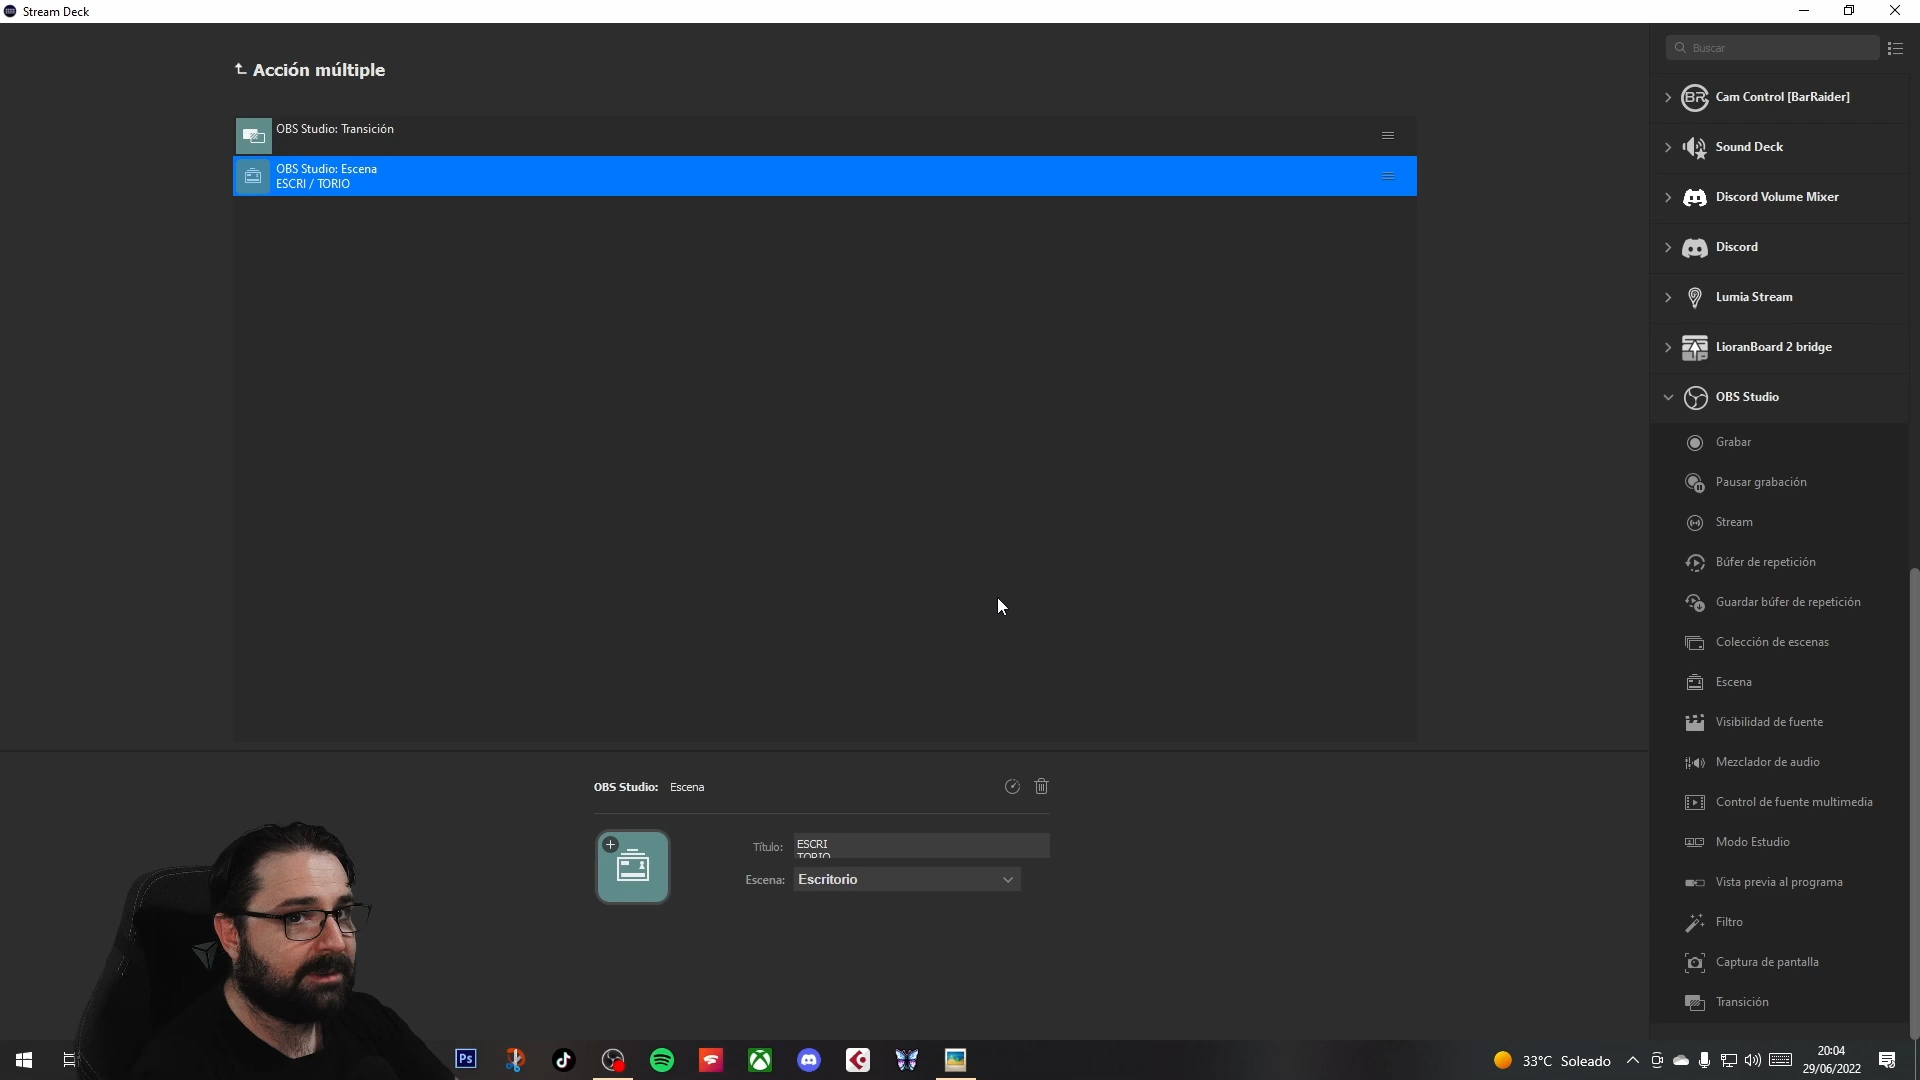 Stream Deck
Acción múltiple
OBS Studio: Transición
OBS Studio: Escena
ESCRI / TORIO
OBS Studio: Escena
Título: ESCRI
TORIO
Escena: Escritorio
Buscar
Cam Control [BarRaider]
Sound Deck
Discord Volume Mixer
Discord
Lumia Stream
LioranBoard 2 bridge
OBS Studio
Grabar
Pausar grabación
Stream
Búfer de repetición
Guardar búfer de repetición
Colección de escenas
Escena
Visibilidad de fuente
Mezclador de audio
Control de fuente multimedia
Modo Estudio
Vista previa al programa
Filtro
Captura de pantalla
Transición
Ps
33°C Soleado
20:04
29/06/2022